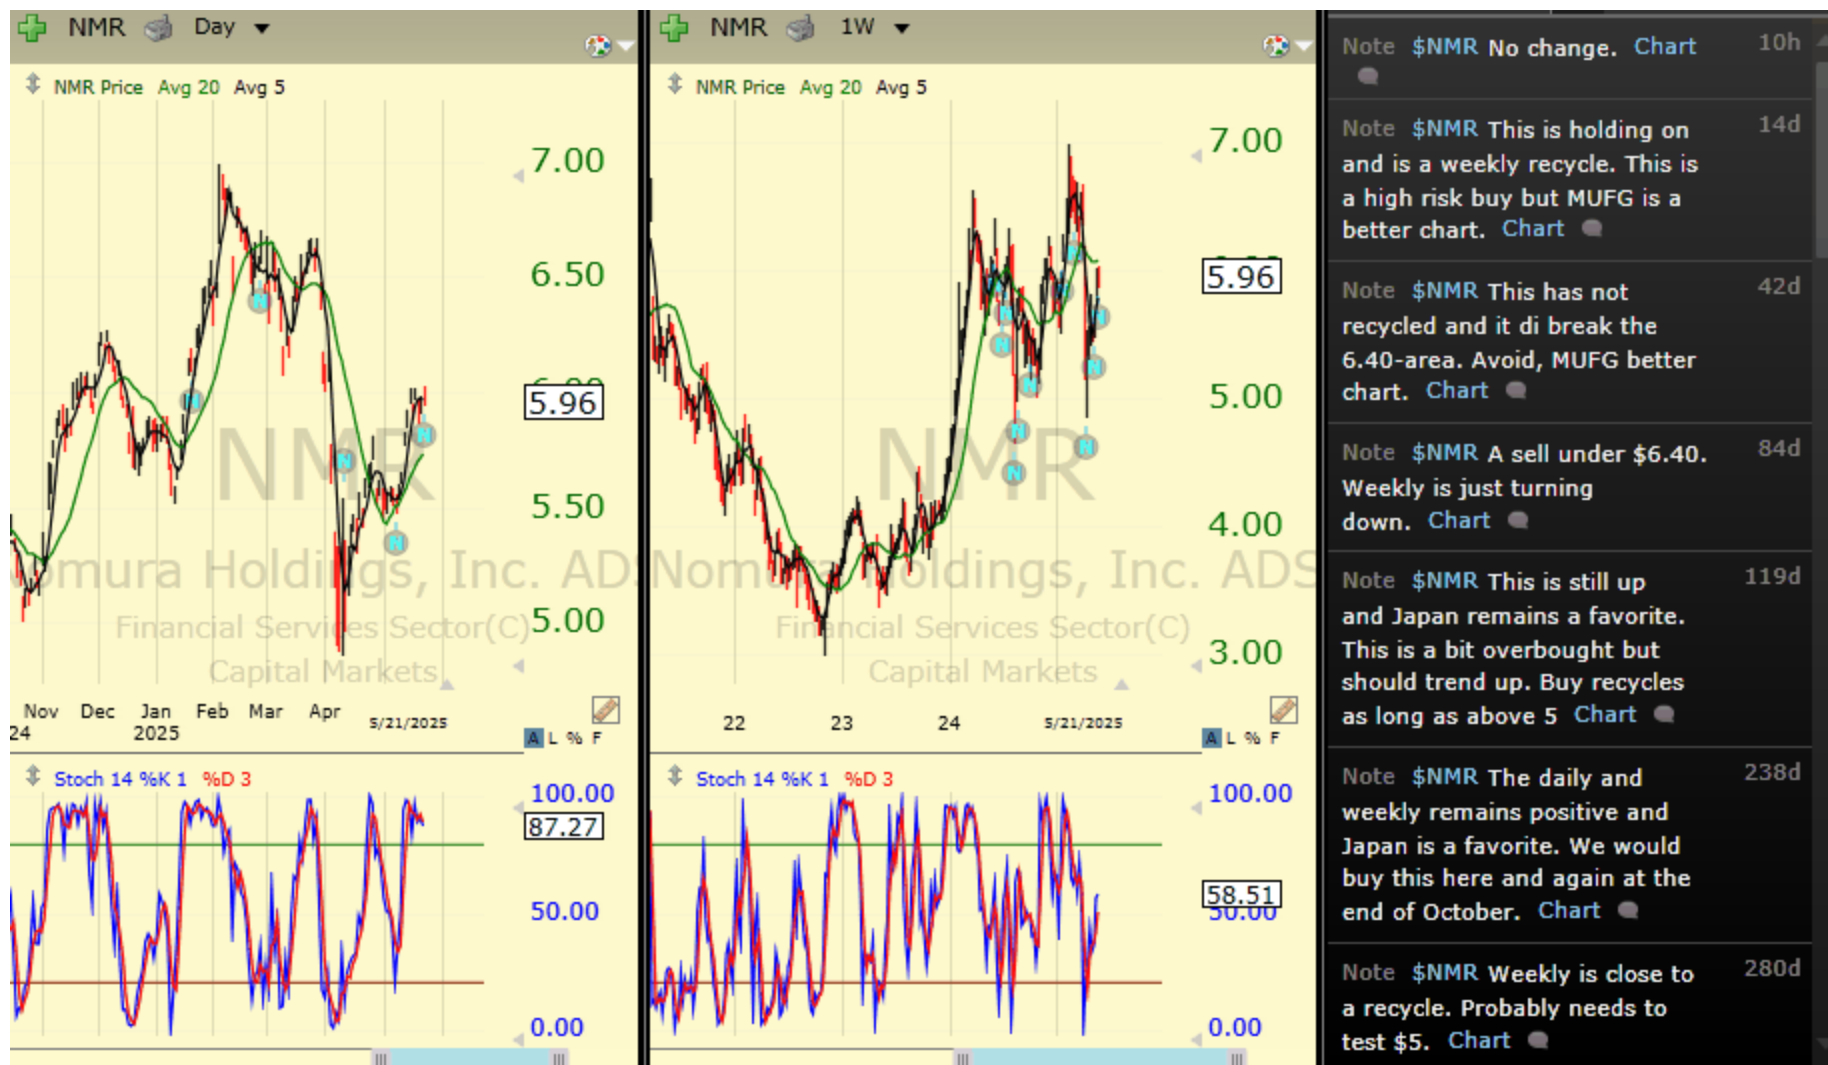 NMR Day
NMR Price Avg 20 Avg 5
7.00
6.50
5.96
5.50
5.00
NMR
Nomura Holdings, Inc. ADS
Financial Services Sector(C)
Capital Markets
Nov Dec Jan Feb Mar Apr 5/21/2025
24 2025
A L % F
Stoch 14 %K 1 %D 3
100.00
87.27
50.00
0.00
NMR 1W
NMR Price Avg 20 Avg 5
7.00
5.96
5.00
4.00
3.00
NMR
Nomura Holdings, Inc. ADS
Financial Services Sector(C)
Capital Markets
22 23 24 5/21/2025
A L % F
Stoch 14 %K 1 %D 3
100.00
58.51
50.00
0.00
Note $NMR No change. Chart 10h
Note $NMR This is holding on 14d
and is a weekly recycle. This is
a high risk buy but MUFG is a
better chart. Chart
Note $NMR This has not 42d
recycled and it di break the
6.40-area. Avoid, MUFG better
chart. Chart
Note $NMR A sell under $6.40. 84d
Weekly is just turning
down. Chart
Note $NMR This is still up 119d
and Japan remains a favorite.
This is a bit overbought but
should trend up. Buy recycles
as long as above 5 Chart
Note $NMR The daily and 238d
weekly remains positive and
Japan is a favorite. We would
buy this here and again at the
end of October. Chart
Note $NMR Weekly is close to 280d
a recycle. Probably needs to
test $5. Chart